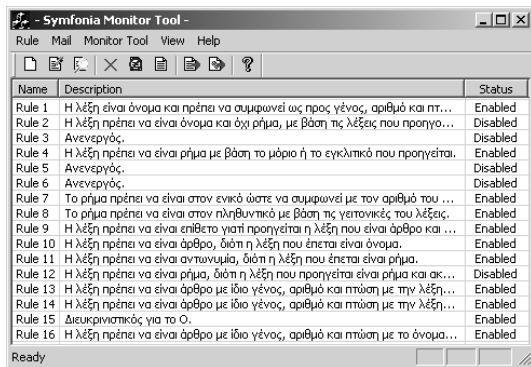 - Symfonia Monitor Tool -
Rule Mail Monitor Tool View Help
Name Description Status
Rule 1 Η λέξη είναι όνομα και πρέπει να συμφωνεί ως προς γένος, αριθμό και πτ... Enabled
Rule 2 Η λέξη πρέπει να είναι όνομα και όχι ρήμα, με βάση τις λέξεις που προηγο... Disabled
Rule 3 Ανενεργός. Disabled
Rule 4 Η λέξη πρέπει να είναι ρήμα με βάση το μόριο ή το εγκλιτικό που προηγείται. Enabled
Rule 5 Ανενεργός. Disabled
Rule 6 Ανενεργός. Disabled
Rule 7 Το ρήμα πρέπει να είναι στον ενικό ώστε να συμφωνεί με τον αριθμό του ... Enabled
Rule 8 Το ρήμα πρέπει να είναι στον πληθυντικό με βάση τις γειτονικές του λέξεις. Enabled
Rule 9 Η λέξη πρέπει να είναι επίθετο γιατί προηγείται η λέξη που είναι άρθρο και ... Enabled
Rule 10 Η λέξη πρέπει να είναι άρθρο, διότι η λέξη που έπεται είναι όνομα. Enabled
Rule 11 Η λέξη πρέπει να είναι αντωνυμία, διότι η λέξη που έπεται είναι ρήμα. Enabled
Rule 12 Η λέξη πρέπει να είναι ρήμα, διότι η λέξη που προηγείται είναι ρήμα και ακ... Disabled
Rule 13 Η λέξη πρέπει να είναι άρθρο με ίδιο γένος, αριθμό και πτώση με την λέξη... Enabled
Rule 14 Η λέξη πρέπει να είναι άρθρο με ίδιο γένος, αριθμό και πτώση με την λέξη... Enabled
Rule 15 Διευκρινιστικός για το Ο. Enabled
Rule 16 Η λέξη πρέπει να είναι άρθρο με ίδιο γένος, αριθμό και πτώση με το όνομα... Enabled
Ready